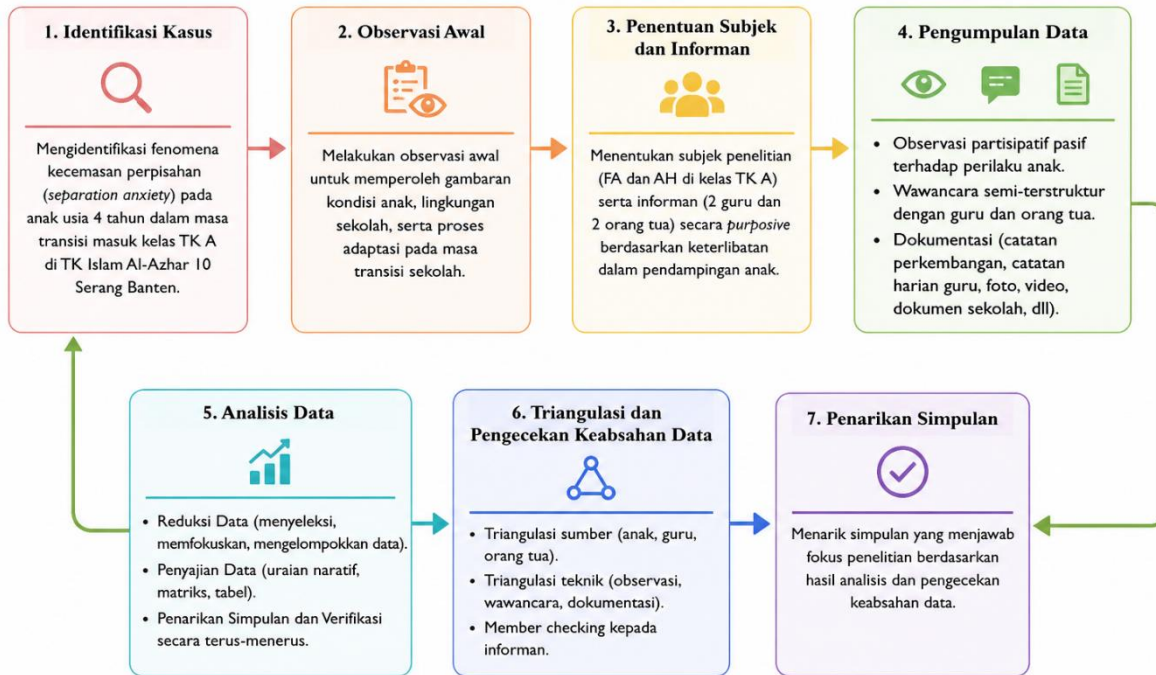 1. Identifikasi Kasus
Mengidentifikasi fenomena
kecemasan perpisahan
(separation anxiety) pada
anak usia 4 tahun dalam masa
transisi masuk kelas TK A
di TK Islam Al-Azhar 10
Serang Banten.
2. Observasi Awal
Melakukan observasi awal
untuk memperoleh gambaran
kondisi anak, lingkungan
sekolah, serta proses
adaptasi pada masa
transisi sekolah.
3. Penentuan Subjek
dan Informan
Menentukan subjek penelitian
(FA dan AH di kelas TK A)
serta informan (2 guru dan
2 orang tua) secara purposive
berdasarkan keterlibatan
dalam pendampingan anak.
4. Pengumpulan Data
• Observasi partisipatif pasif
terhadap perilaku anak.
• Wawancara semi-terstruktur
dengan guru dan orang tua.
• Dokumentasi (catatan
perkembangan, catatan
harian guru, foto, video,
dokumen sekolah, dll).
5. Analisis Data
• Reduksi Data (menyeleksi,
memfokuskan, mengelompokkan data).
• Penyajian Data (uraian naratif,
matriks, tabel).
• Penarikan Simpulan dan Verifikasi
secara terus-menerus.
6. Triangulasi dan
Pengecekan Keabsahan Data
• Triangulasi sumber (anak, guru,
orang tua).
• Triangulasi teknik (observasi,
wawancara, dokumentasi).
• Member checking kepada
informan.
7. Penarikan Simpulan
Menarik simpulan yang menjawab
fokus penelitian berdasarkan
hasil analisis dan pengecekan
keabsahan data.